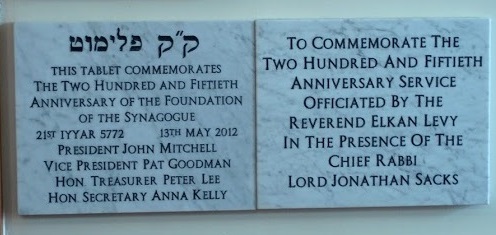 ק״ק פלימוט
THIS TABLET COMMEMORATES
THE TWO HUNDRED AND FIFTIETH
ANNIVERSARY OF THE FOUNDATION
OF THE SYNAGOGUE
21ST IYYAR 5772 13TH MAY 2012
PRESIDENT JOHN MITCHELL
VICE PRESIDENT PAT GOODMAN
HON. TREASURER PETER LEE
HON. SECRETARY ANNA KELLY
TO COMMEMORATE THE
TWO HUNDRED AND FIFTIETH
ANNIVERSARY SERVICE
OFFICIATED BY THE
REVEREND ELKAN LEVY
IN THE PRESENCE OF THE
CHIEF RABBI
LORD JONATHAN SACKS